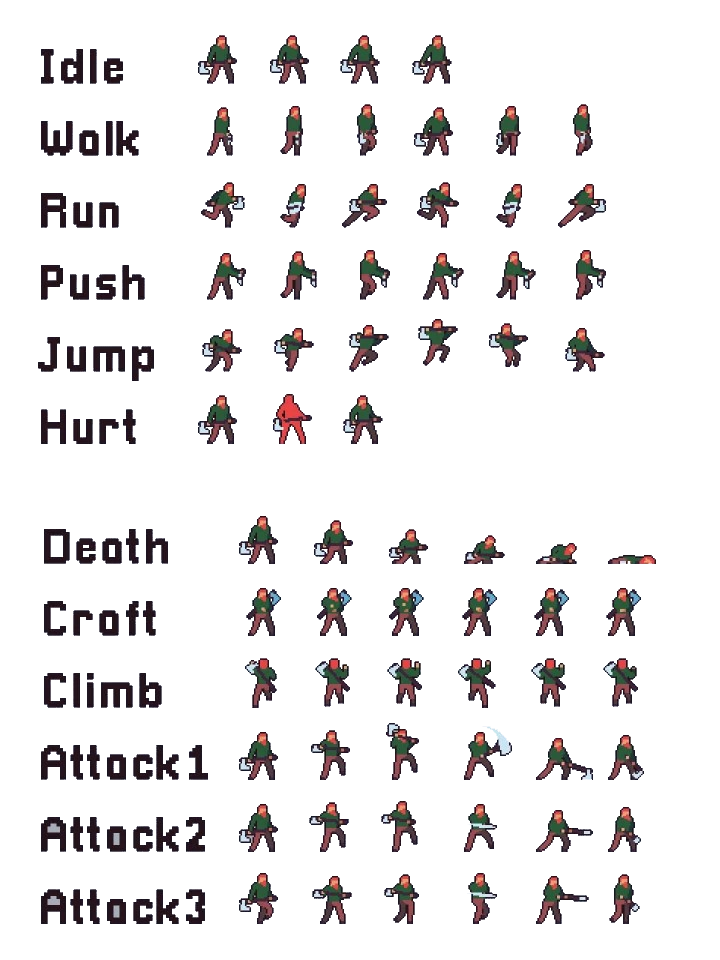 Idle
Walk
Run
Push
Jump
Hurt
Death
Craft
Climb
Attack1
Attack2
Attack3